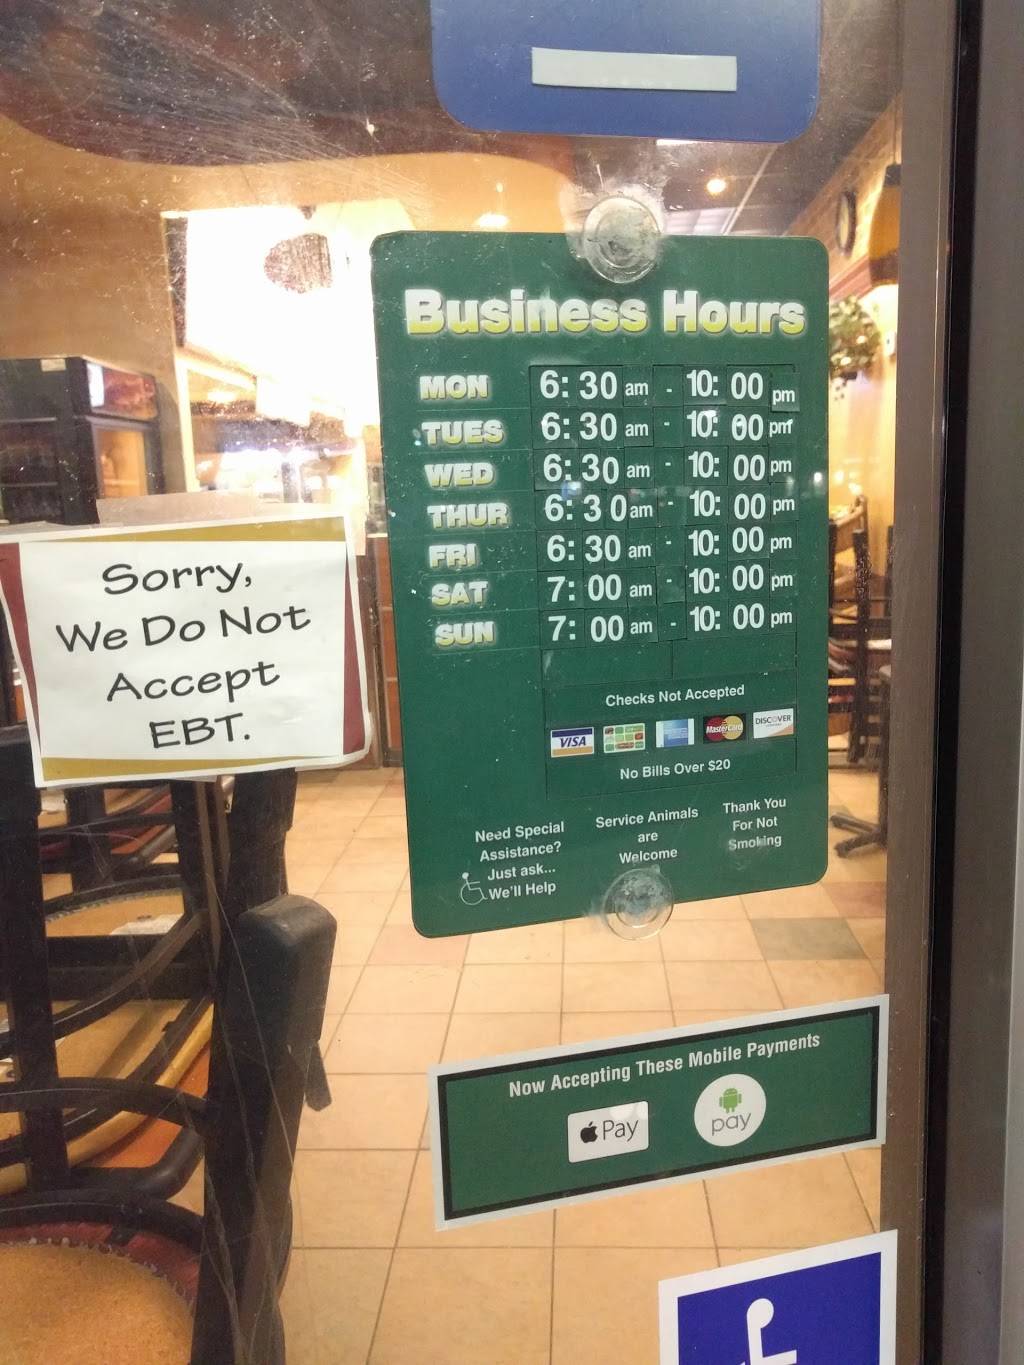 Business Hours
MON 6: 30 am - 10: 00 pm
TUES 6: 30 am - 10: 00 pm
WED 6: 30 am - 10: 00 pm
THUR 6: 30 am - 10: 00 pm
FRI 6: 30 am - 10: 00 pm
SAT 7: 00 am - 10: 00 pm
SUN 7: 00 am - 10: 00 pm
Checks Not Accepted
VISA MasterCard DISCOVER
No Bills Over $20
Need Special
Assistance?
Just ask...
We'll Help
Service Animals
are
Welcome
Thank You
For Not
Smoking
Sorry,
We Do Not
Accept
EBT.
Now Accepting These Mobile Payments
Pay
pay